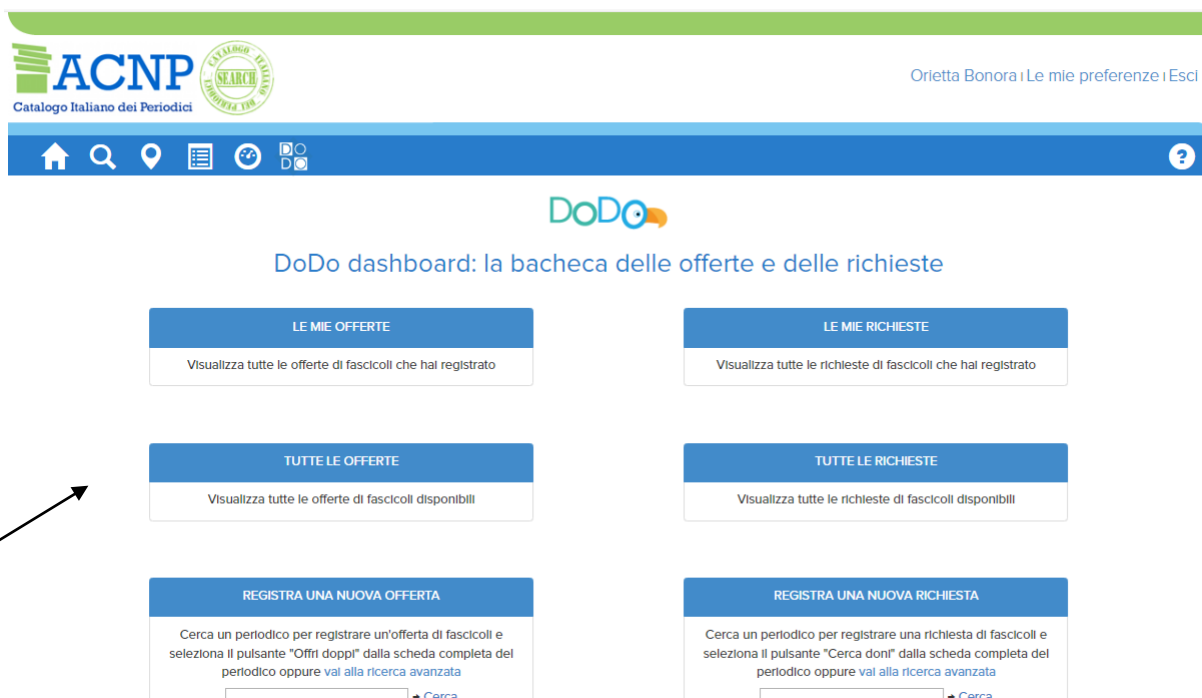 ACNP
Catalogo Italiano dei Periodici
CATALOGO ITALIANO DEI PERIODICI
SEARCH
Orietta Bonora | Le mie preferenze | Esci
DO
DO
?
DoDo
DoDo dashboard: la bacheca delle offerte e delle richieste
LE MIE OFFERTE
Visualizza tutte le offerte di fascicoli che hai registrato
LE MIE RICHIESTE
Visualizza tutte le richieste di fascicoli che hai registrato
TUTTE LE OFFERTE
Visualizza tutte le offerte di fascicoli disponibili
TUTTE LE RICHIESTE
Visualizza tutte le richieste di fascicoli disponibili
REGISTRA UNA NUOVA OFFERTA
Cerca un periodico per registrare un'offerta di fascicoli e
seleziona il pulsante "Offri doppi" dalla scheda completa del
periodico oppure vai alla ricerca avanzata
➜ Cerca
REGISTRA UNA NUOVA RICHIESTA
Cerca un periodico per registrare una richiesta di fascicoli e
seleziona il pulsante "Cerca doni" dalla scheda completa del
periodico oppure vai alla ricerca avanzata
➜ Cerca